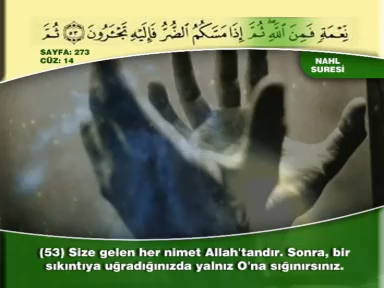 نِعْمَةٍ فَمِنَ اللَّهِ ۖ ثُمَّ إِذَا مَسَّكُمُ الضُّرُّ فَإِلَيْهِ تَجْـَٔرُونَ ﴿٥٣﴾ ثُمَّ
SAYFA: 273
CÜZ: 14
NAHL
SURESİ
(53) Size gelen her nimet Allah'tandır. Sonra, bir
sıkıntıya uğradığınızda yalnız O'na sığınırsınız.